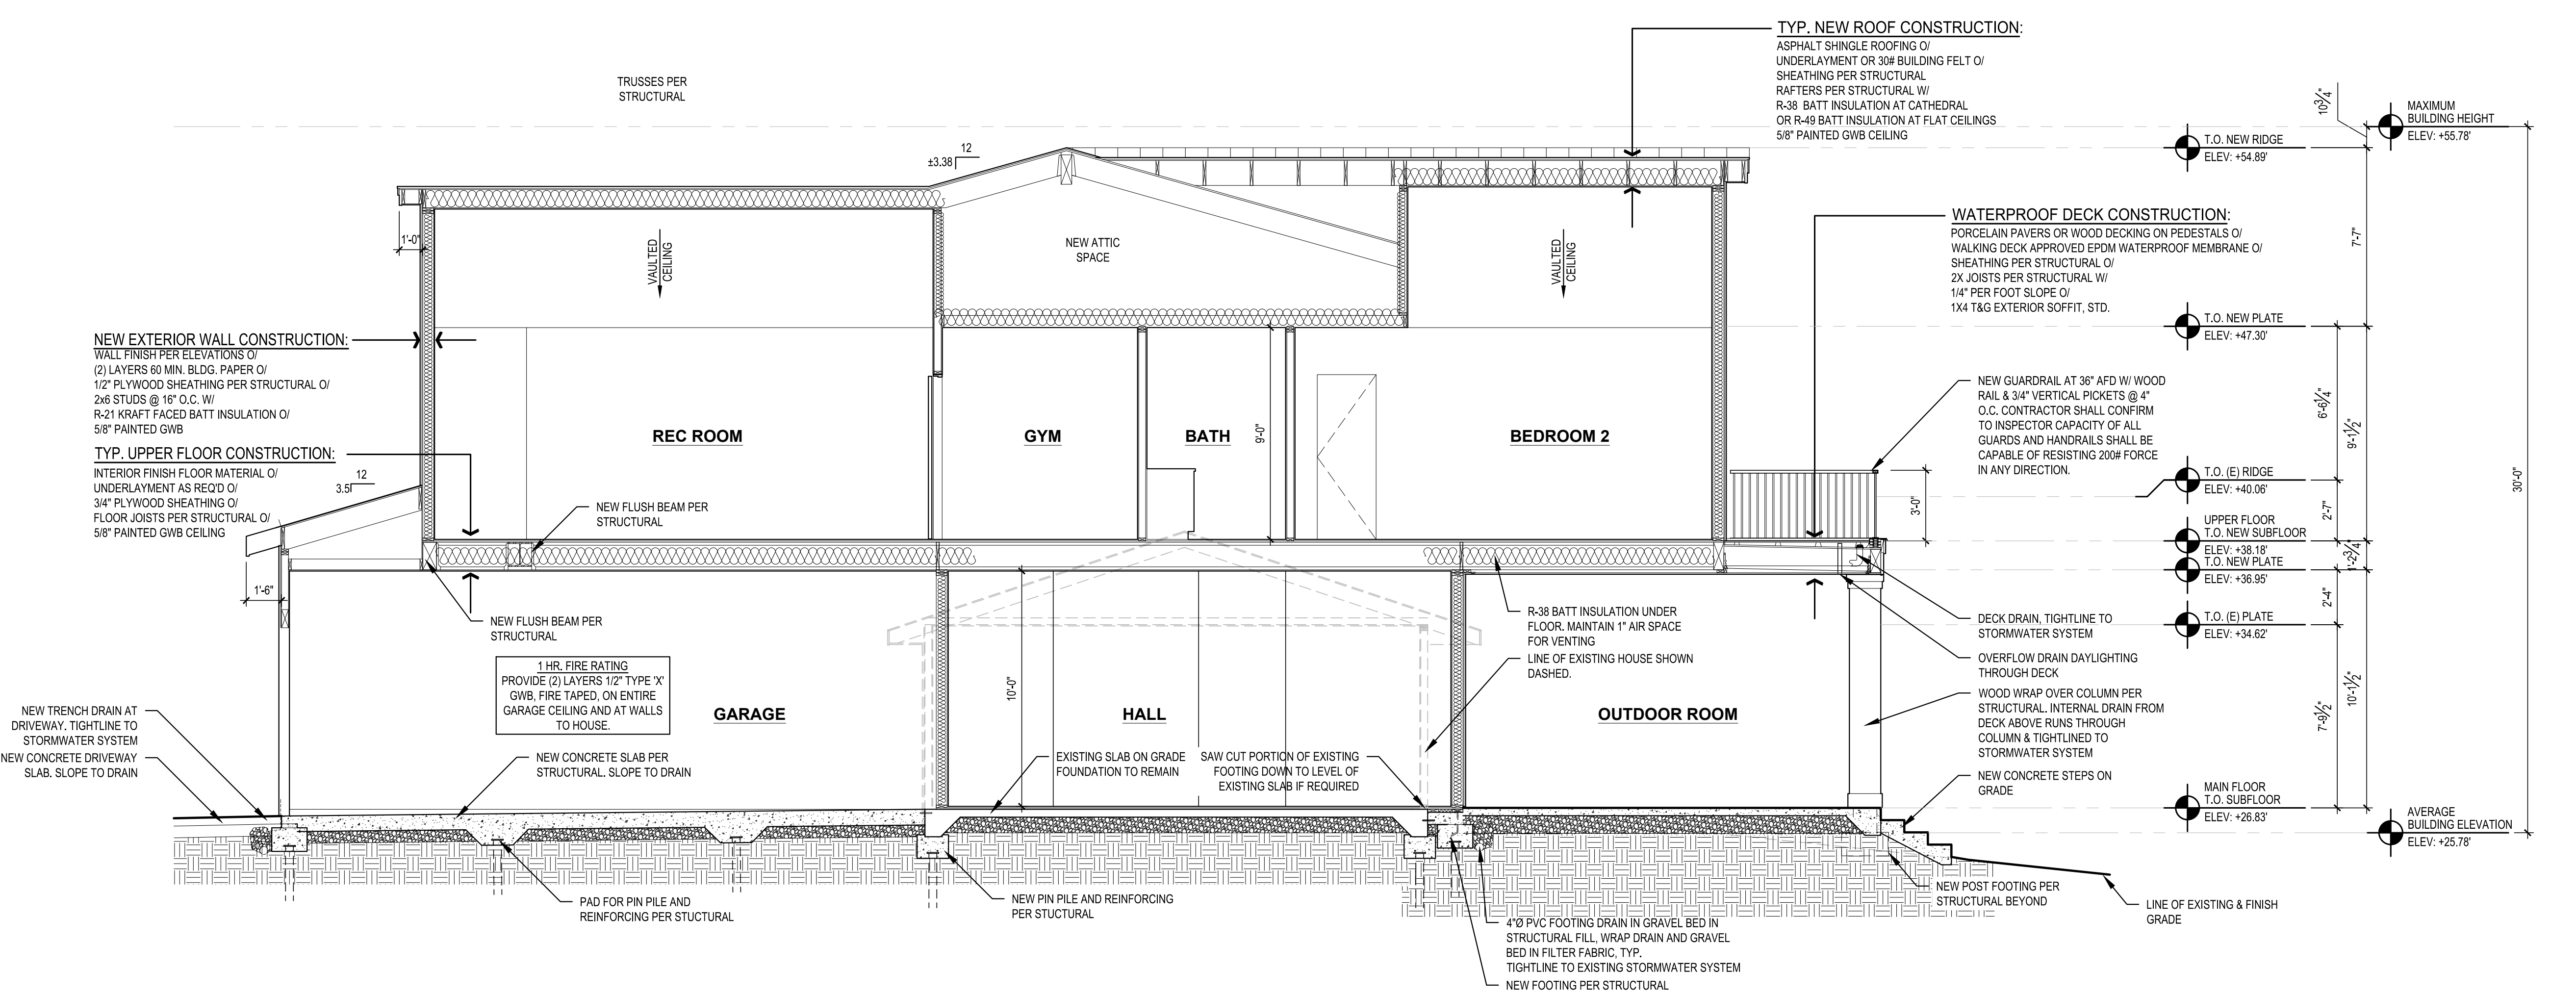 TYP. NEW ROOF CONSTRUCTION:
ASPHALT SHINGLE ROOFING O/
UNDERLAYMENT OR 30# BUILDING FELT O/
SHEATHING PER STRUCTURAL
RAFTERS PER STRUCTURAL W/
R-38 BATT INSULATION AT CATHEDRAL
OR R-49 BATT INSULATION AT FLAT CEILINGS
5/8" PAINTED GWB CEILING
TRUSSES PER
STRUCTURAL
12
±3.38
10¾"
MAXIMUM
BUILDING HEIGHT
ELEV: +55.78'
T.O. NEW RIDGE
ELEV: +54.89'
WATERPROOF DECK CONSTRUCTION:
PORCELAIN PAVERS OR WOOD DECKING ON PEDESTALS O/
WALKING DECK APPROVED EPDM WATERPROOF MEMBRANE O/
SHEATHING PER STRUCTURAL O/
2X JOISTS PER STRUCTURAL W/
1/4" PER FOOT SLOPE O/
1X4 T&G EXTERIOR SOFFIT, STD.
7'-7"
1'-0"
VAULTED
CEILING
NEW ATTIC
SPACE
VAULTED
CEILING
T.O. NEW PLATE
ELEV: +47.30'
NEW EXTERIOR WALL CONSTRUCTION:
WALL FINISH PER ELEVATIONS O/
(2) LAYERS 60 MIN. BLDG. PAPER O/
1/2" PLYWOOD SHEATHING PER STRUCTURAL O/
2x6 STUDS @ 16" O.C. W/
R-21 KRAFT FACED BATT INSULATION O/
5/8" PAINTED GWB
TYP. UPPER FLOOR CONSTRUCTION:
INTERIOR FINISH FLOOR MATERIAL O/
UNDERLAYMENT AS REQ'D O/
3/4" PLYWOOD SHEATHING O/
FLOOR JOISTS PER STRUCTURAL O/
5/8" PAINTED GWB CEILING
12
3.5
REC ROOM
GYM
BATH
9'-0"
BEDROOM 2
NEW GUARDRAIL AT 36" AFD W/ WOOD
RAIL & 3/4" VERTICAL PICKETS @ 4"
O.C. CONTRACTOR SHALL CONFIRM
TO INSPECTOR CAPACITY OF ALL
GUARDS AND HANDRAILS SHALL BE
CAPABLE OF RESISTING 200# FORCE
IN ANY DIRECTION.
6'-6¼"
9'-1½"
30'-0"
T.O. (E) RIDGE
ELEV: +40.06'
3'-0"
2'-7"
NEW FLUSH BEAM PER
STRUCTURAL
UPPER FLOOR
T.O. NEW SUBFLOOR
ELEV: +38.18'
T.O. NEW PLATE
ELEV: +36.95'
1'-2¾"
1'-6"
NEW FLUSH BEAM PER
STRUCTURAL
R-38 BATT INSULATION UNDER
FLOOR. MAINTAIN 1" AIR SPACE
FOR VENTING
LINE OF EXISTING HOUSE SHOWN
DASHED.
DECK DRAIN, TIGHTLINE TO
STORMWATER SYSTEM
T.O. (E) PLATE
ELEV: +34.62'
2'-4"
OVERFLOW DRAIN DAYLIGHTING
THROUGH DECK
1 HR. FIRE RATING
PROVIDE (2) LAYERS 1/2" TYPE 'X'
GWB, FIRE TAPED, ON ENTIRE
GARAGE CEILING AND AT WALLS
TO HOUSE.
GARAGE
10'-0"
HALL
OUTDOOR ROOM
WOOD WRAP OVER COLUMN PER
STRUCTURAL. INTERNAL DRAIN FROM
DECK ABOVE RUNS THROUGH
COLUMN & TIGHTLINED TO
STORMWATER SYSTEM
7'-9½"
10'-1½"
NEW TRENCH DRAIN AT
DRIVEWAY. TIGHTLINE TO
STORMWATER SYSTEM
NEW CONCRETE DRIVEWAY
SLAB. SLOPE TO DRAIN
NEW CONCRETE SLAB PER
STRUCTURAL. SLOPE TO DRAIN
EXISTING SLAB ON GRADE
FOUNDATION TO REMAIN
SAW CUT PORTION OF EXISTING
FOOTING DOWN TO LEVEL OF
EXISTING SLAB IF REQUIRED
NEW CONCRETE STEPS ON
GRADE
MAIN FLOOR
T.O. SUBFLOOR
ELEV: +26.83'
AVERAGE
BUILDING ELEVATION
ELEV: +25.78'
PAD FOR PIN PILE AND
REINFORCING PER STUCTURAL
NEW PIN PILE AND REINFORCING
PER STUCTURAL
4"Ø PVC FOOTING DRAIN IN GRAVEL BED IN
STRUCTURAL FILL, WRAP DRAIN AND GRAVEL
BED IN FILTER FABRIC, TYP.
TIGHTLINE TO EXISTING STORMWATER SYSTEM
NEW FOOTING PER STRUCTURAL
NEW POST FOOTING PER
STRUCTURAL BEYOND
LINE OF EXISTING & FINISH
GRADE